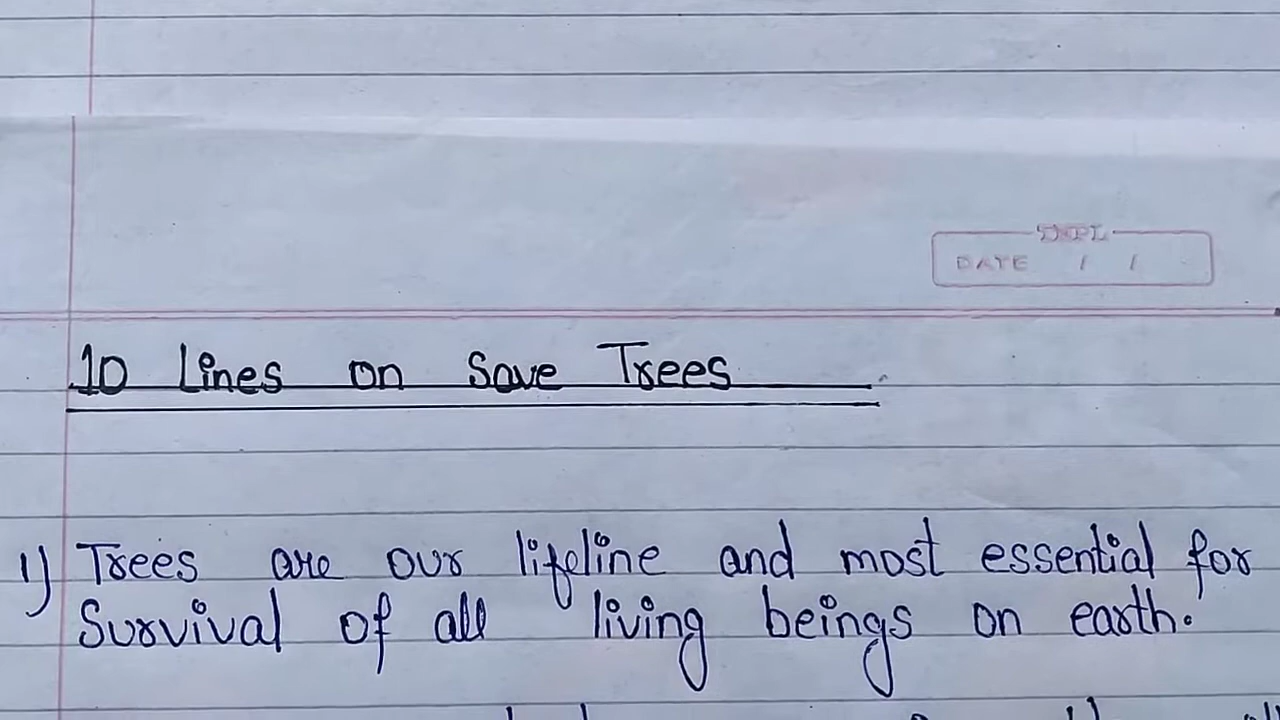 DATE / /
10 Lines on Save Trees
1) Trees are our lifeline and most essential for
Survival of all living beings on earth.